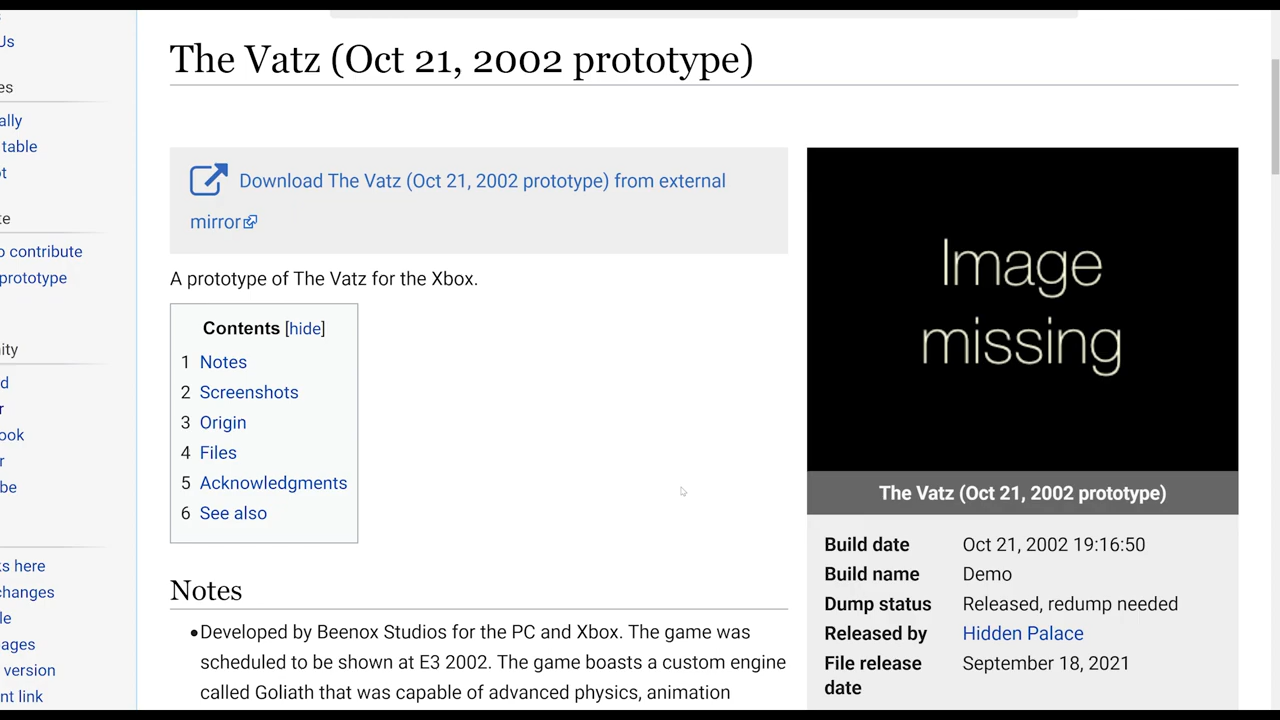 Us
es
ally
table
ot
te
o contribute
prototype
ity
d
r
ook
r
be
ks here
changes
le
ages
version
nt link
The Vatz (Oct 21, 2002 prototype)
Download The Vatz (Oct 21, 2002 prototype) from external
mirror
A prototype of The Vatz for the Xbox.
Contents [hide]
1 Notes
2 Screenshots
3 Origin
4 Files
5 Acknowledgments
6 See also
Notes
•Developed by Beenox Studios for the PC and Xbox. The game was
scheduled to be shown at E3 2002. The game boasts a custom engine
called Goliath that was capable of advanced physics, animation
Image
missing
The Vatz (Oct 21, 2002 prototype)
Build date Oct 21, 2002 19:16:50
Build name Demo
Dump status Released, redump needed
Released by Hidden Palace
File release September 18, 2021
date